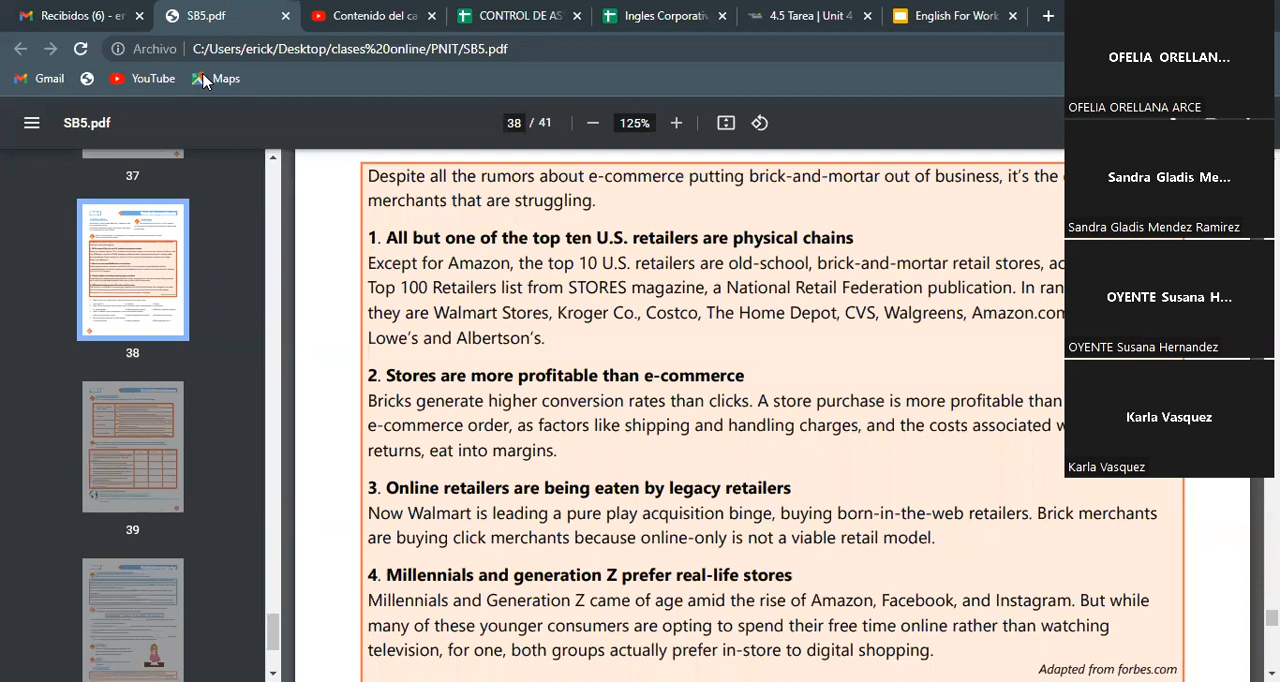 Recibidos (6) - er
SB5.pdf
Contenido del ca
CONTROL DE AS
Ingles Corporativ
4.5 Tarea | Unit 4
English For Work
Archivo
C:/Users/erick/Desktop/clases%20online/PNIT/SB5.pdf
Gmail
YouTube
Maps
SB5.pdf
38 / 41
125%
37
38
39
Despite all the rumors about e-commerce putting brick-and-mortar out of business, it's the
merchants that are struggling.
1. All but one of the top ten U.S. retailers are physical chains
Except for Amazon, the top 10 U.S. retailers are old-school, brick-and-mortar retail stores,
Top 100 Retailers list from STORES magazine, a National Retail Federation publication. In
they are Walmart Stores, Kroger Co., Costco, The Home Depot, CVS, Walgreens, Amazon.com
Lowe's and Albertson's.
2. Stores are more profitable than e-commerce
Bricks generate higher conversion rates than clicks. A store purchase is more profitable than
e-commerce order, as factors like shipping and handling charges, and the costs associated
returns, eat into margins.
3. Online retailers are being eaten by legacy retailers
Now Walmart is leading a pure play acquisition binge, buying born-in-the-web retailers. Brick merchants
are buying click merchants because online-only is not a viable retail model.
4. Millennials and generation Z prefer real-life stores
Millennials and Generation Z came of age amid the rise of Amazon, Facebook, and Instagram. But while
many of these younger consumers are opting to spend their free time online rather than watching
television, for one, both groups actually prefer in-store to digital shopping.
Adapted from forbes.com
OFELIA ORELLAN...
OFELIA ORELLANA ARCE
Sandra Gladis Me...
Sandra Gladis Mendez Ramirez
OYENTE Susana H...
OYENTE Susana Hernandez
Karla Vasquez
Karla Vasquez